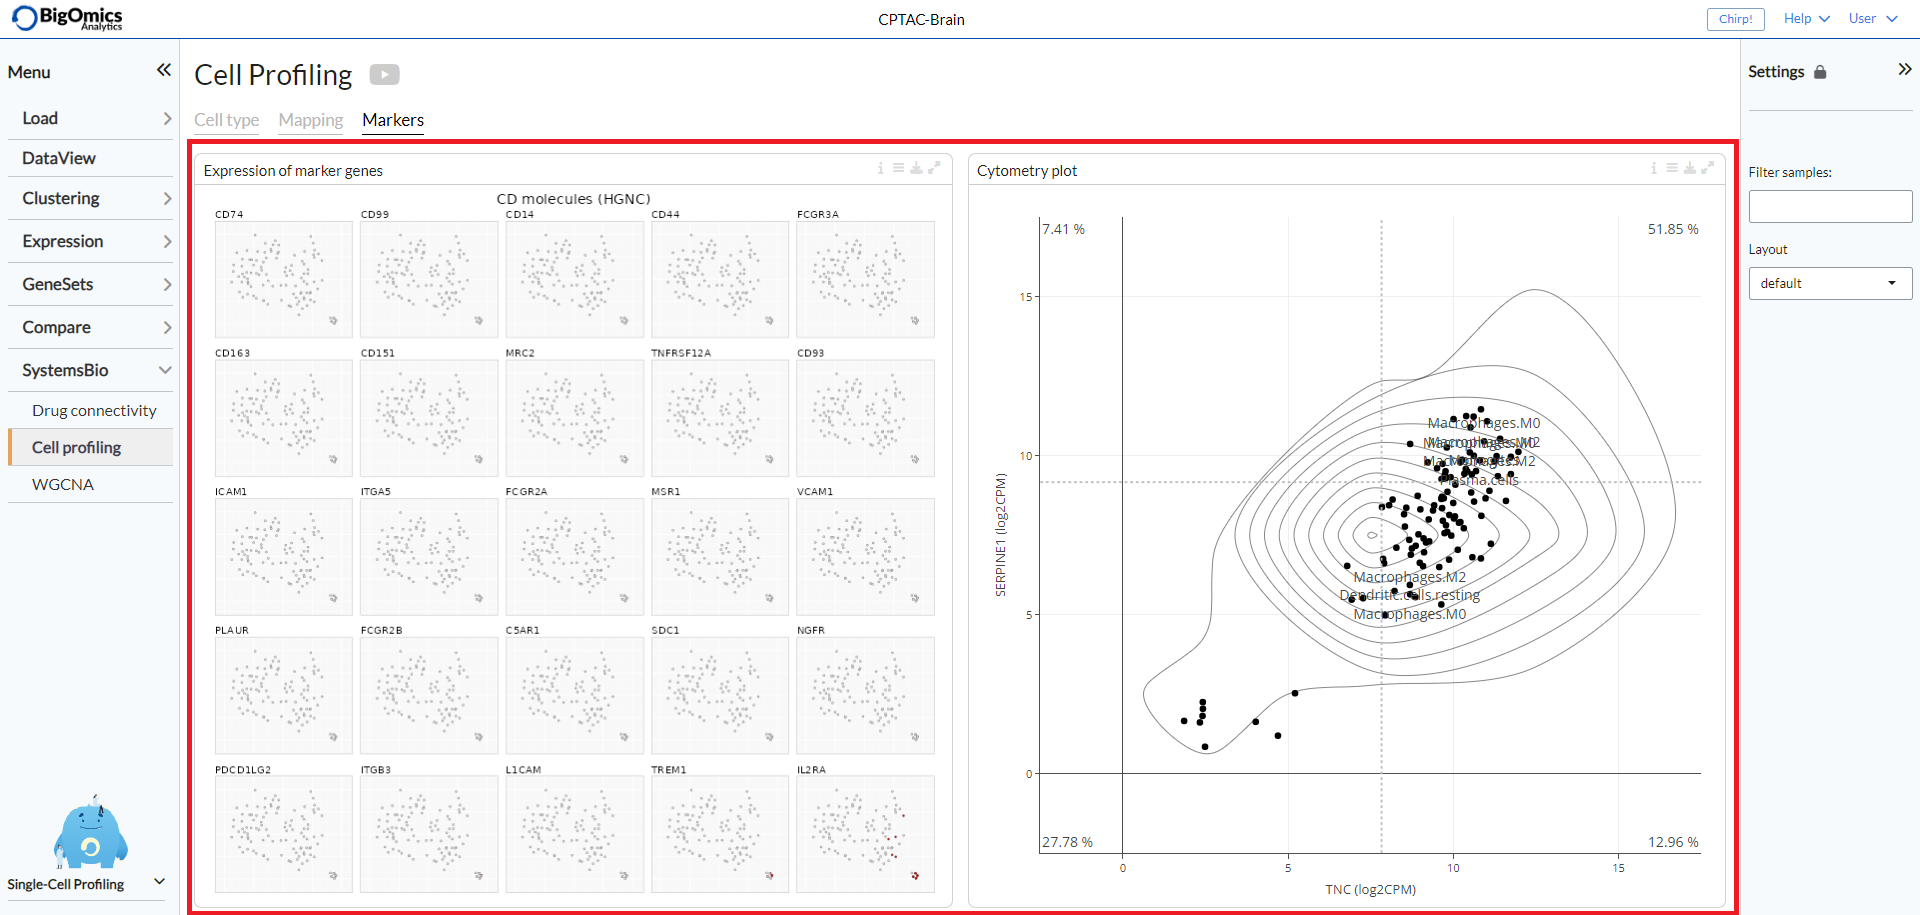 BigOmics
Analytics
CPTAC-Brain
Chirp!
Help
User
Menu
Load
DataView
Clustering
Expression
GeneSets
Compare
SystemsBio
Drug connectivity
Cell profiling
WGCNA
Single-Cell Profiling
Cell Profiling
Cell type
Mapping
Markers
Expression of marker genes
CD molecules (HGNC)
CD74
CD99
CD14
CD44
FCGR3A
CD163
CD151
MRC2
TNFRSF12A
CD93
ICAM1
ITGA5
FCGR2A
MSR1
VCAM1
PLAUR
FCGR2B
C5AR1
SDC1
NGFR
PDCD1LG2
ITGB3
L1CAM
TREM1
IL2RA
Cytometry plot
7.41 %
51.85 %
15
10
5
0
SERPINE1 (log2CPM)
Macrophages.M0
Macrophages.M2
Plasma.cells
Macrophages.M2
Dendritic.cells.resting
Macrophages.M0
27.78 %
12.96 %
0
5
10
15
TNC (log2CPM)
Settings
Filter samples:
Layout
default